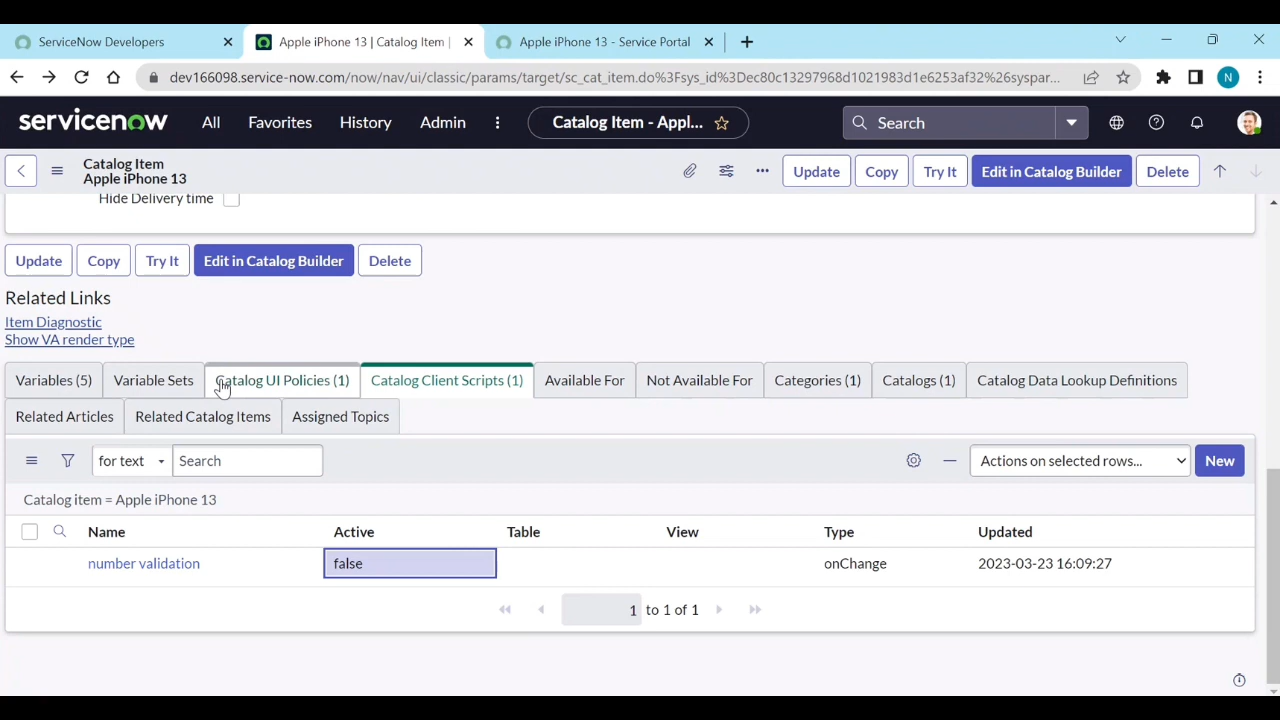 ServiceNow Developers
Apple iPhone 13 | Catalog Item |
Apple iPhone 13 - Service Portal
dev166098.service-now.com/now/nav/ui/classic/params/target/sc_cat_item.do%3Fsys_id%3Dec80c13297968d1021983d1e6253af32%26syspar...
N
servicenow
All
Favorites
History
Admin
Catalog Item - Appl...
Search
Catalog Item
Apple iPhone 13
Update
Copy
Try It
Edit in Catalog Builder
Delete
Hide Delivery time
Update
Copy
Try It
Edit in Catalog Builder
Delete
Related Links
Item Diagnostic
Show VA render type
Variables (5)
Variable Sets
Catalog UI Policies (1)
Catalog Client Scripts (1)
Available For
Not Available For
Categories (1)
Catalogs (1)
Catalog Data Lookup Definitions
Related Articles
Related Catalog Items
Assigned Topics
for text
Search
Actions on selected rows...
New
Catalog item = Apple iPhone 13
Name Active Table View Type Updated
number validation false onChange 2023-03-23 16:09:27
1 to 1 of 1